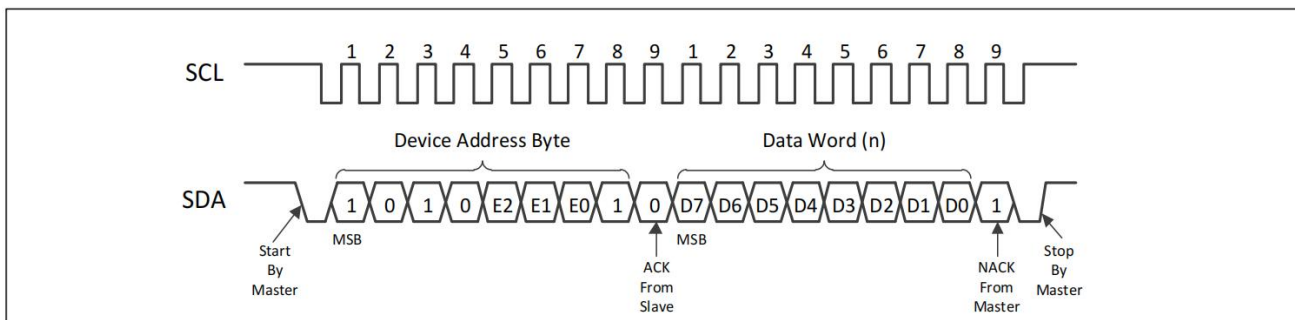 1 2 3 4 5 6 7 8 9 1 2 3 4 5 6 7 8 9
SCL
Device Address Byte Data Word (n)
SDA 1 0 1 0 E2 E1 E0 1 0 D7 D6 D5 D4 D3 D2 D1 D0 1
MSB MSB
Start
By
Master
ACK
From
Slave
NACK
From
Master
Stop
By
Master